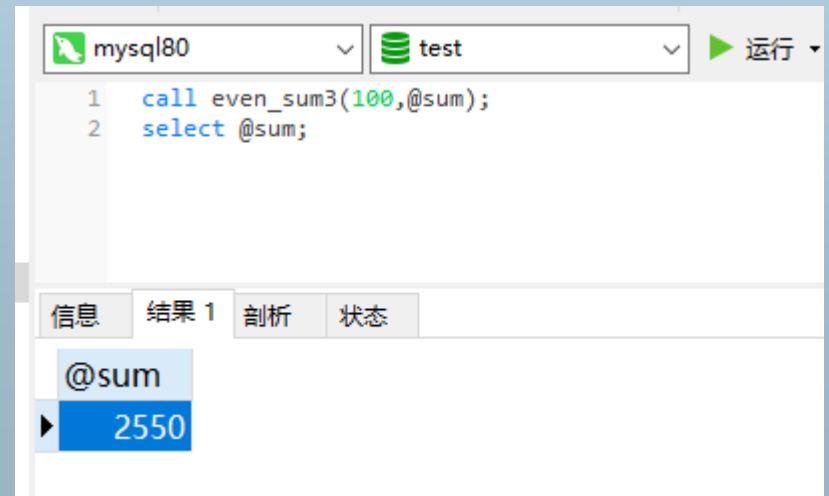 mysql80 test 运行
1 call even_sum3(100,@sum);
2 select @sum;
信息 结果 1 剖析 状态
@sum
2550